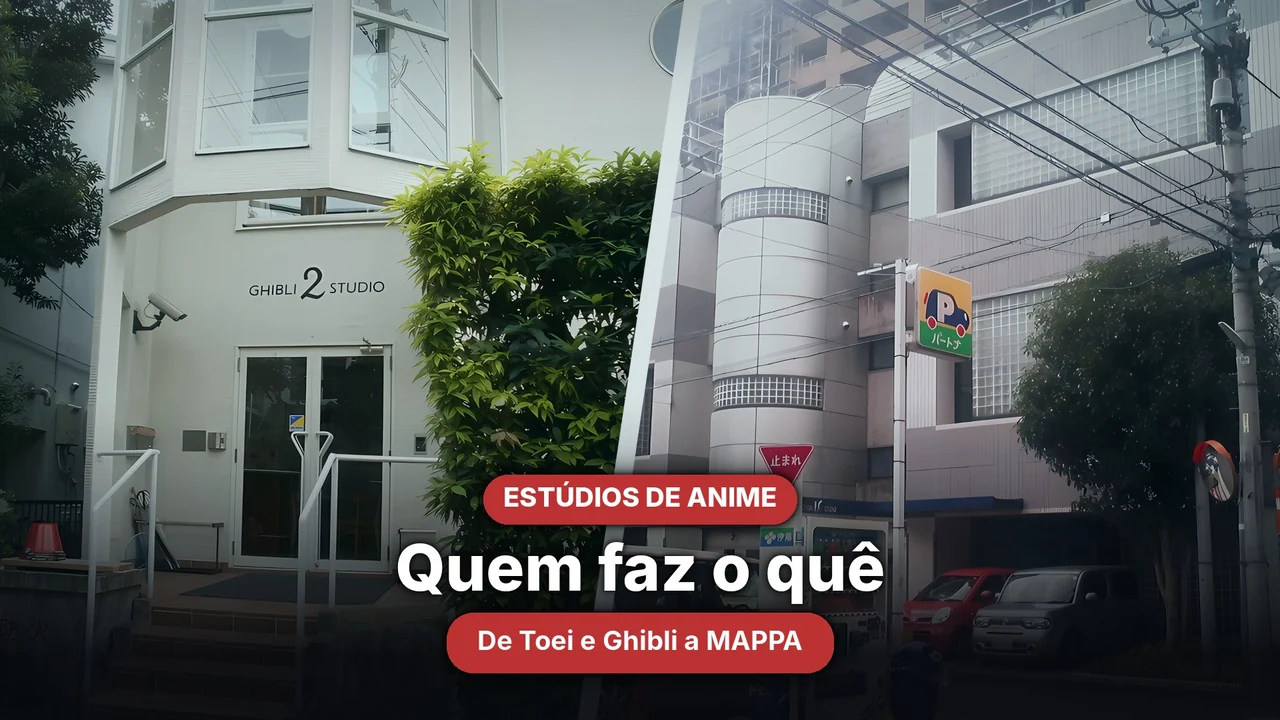 GHIBLI 2 STUDIO
P
パートナ
止まれ
ESTÚDIOS DE ANIME
Quem faz o quê
De Toei e Ghibli a MAPPA